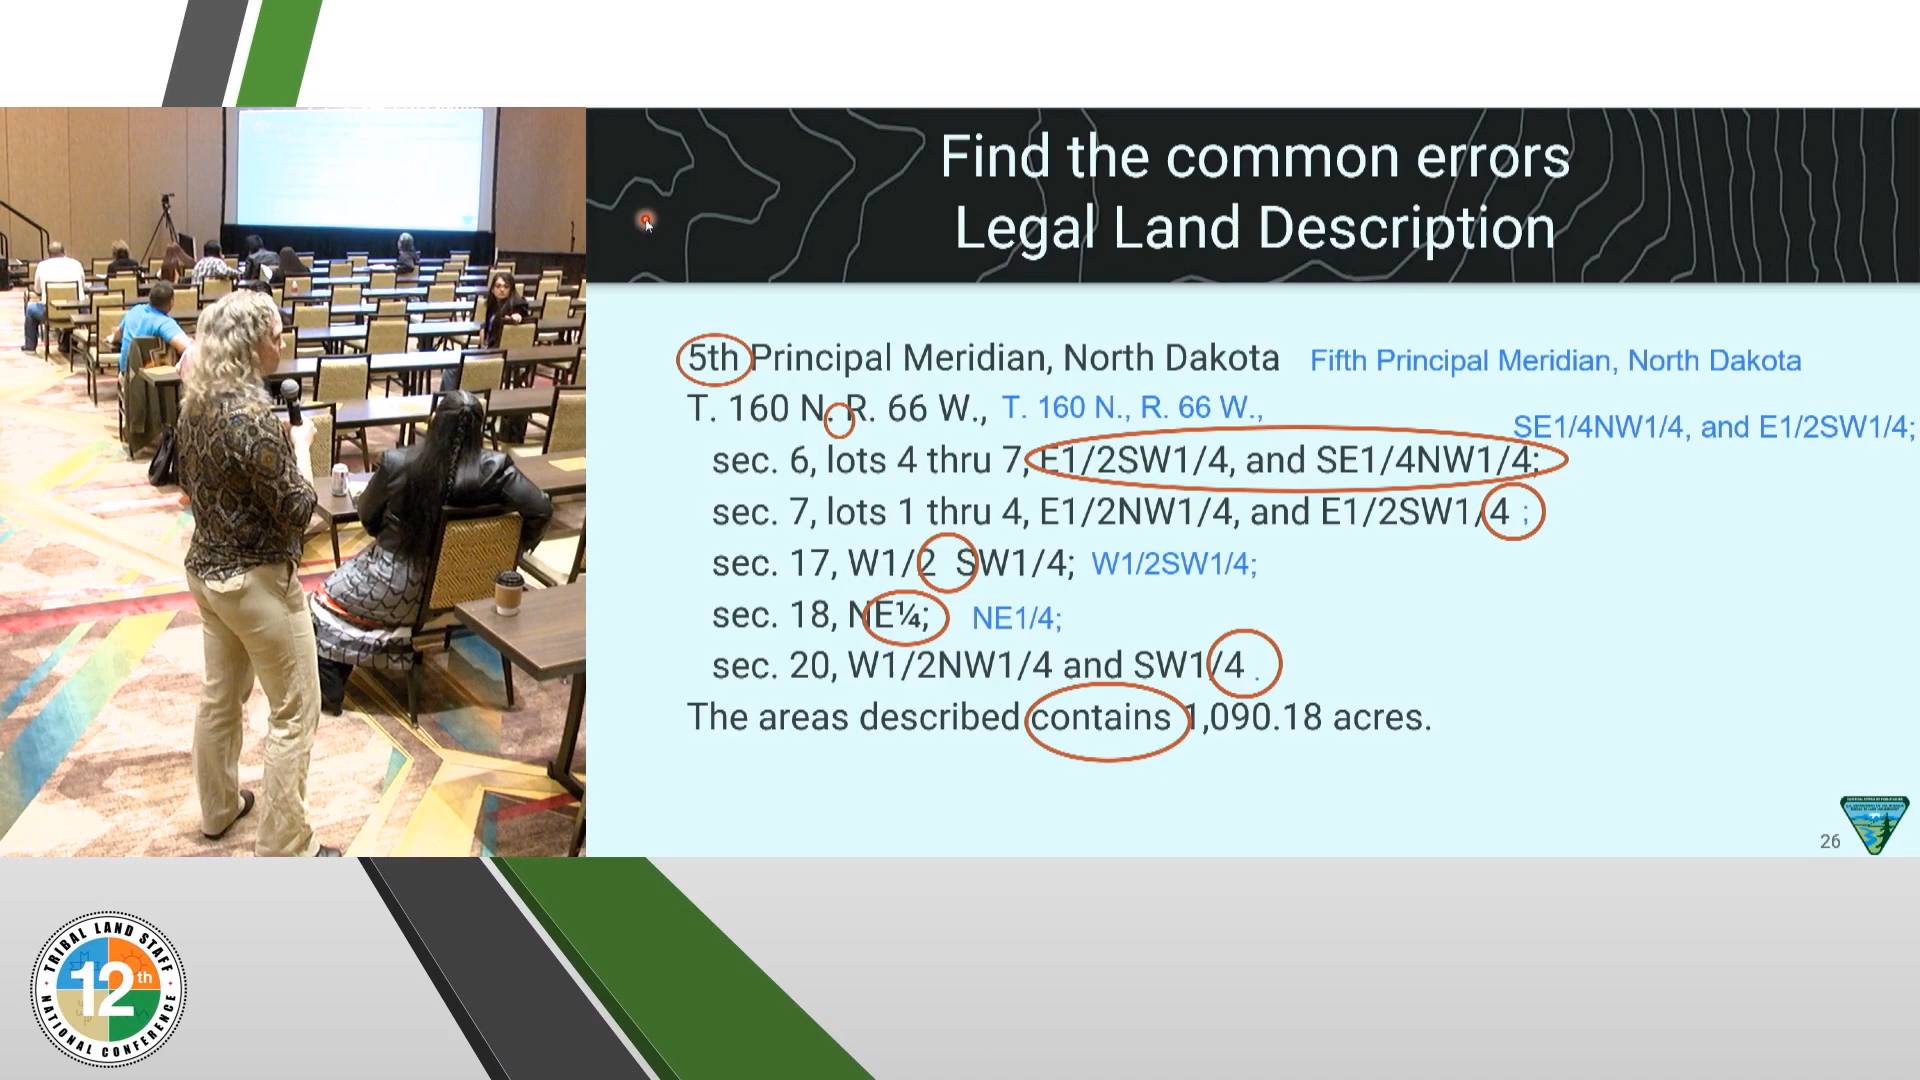 Find the common errors
Legal Land Description
5th Principal Meridian, North Dakota Fifth Principal Meridian, North Dakota
T. 160 N. R. 66 W., T. 160 N., R. 66 W.,
SE1/4NW1/4, and E1/2SW1/4;
sec. 6, lots 4 thru 7, E1/2SW1/4, and SE1/4NW1/4;
sec. 7, lots 1 thru 4, E1/2NW1/4, and E1/2SW1/4 ;
sec. 17, W1/2 SW1/4; W1/2SW1/4;
sec. 18, NE¼; NE1/4;
sec. 20, W1/2NW1/4 and SW1/4 .
The areas described contains 1,090.18 acres.
26
TRIBAL LAND STAFF
12th
NATIONAL CONFERENCE